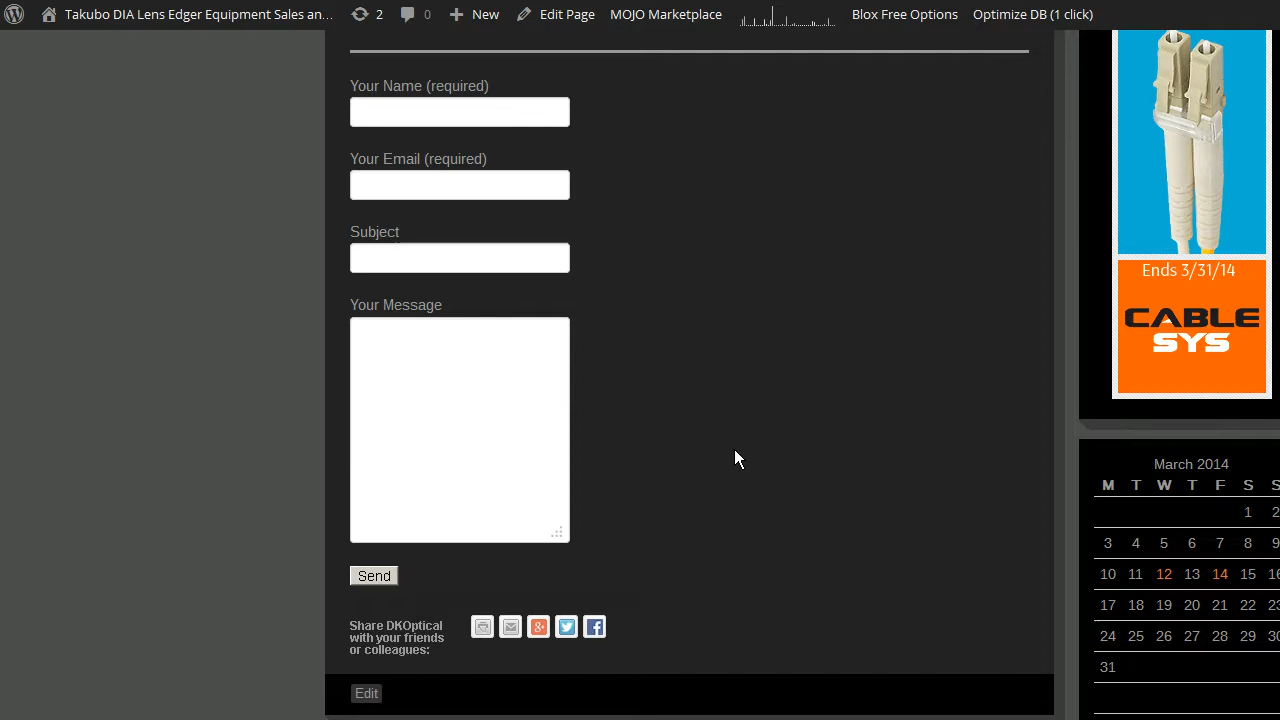 Takubo DIA Lens Edger Equipment Sales an... 2 0 New Edit Page MOJO Marketplace Blox Free Options Optimize DB (1 click)
Your Name (required)
Your Email (required)
Subject
Your Message
Send
Share DKOptical
with your friends
or colleagues:
Edit
Ends 3/31/14
CABLE
SYS
March 2014
M T W T F S S
1 2
3 4 5 6 7 8 9
10 11 12 13 14 15 16
17 18 19 20 21 22 23
24 25 26 27 28 29 30
31